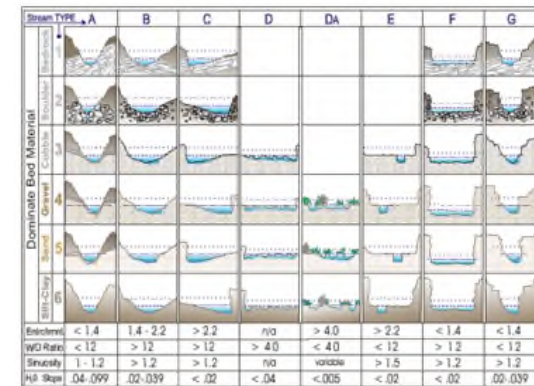 Stream TYPE A B C D DA E F G
Dominate Bed Material
Bedrock 1
Boulder 2
Cobble 3
Gravel 4
Sand 5
Silt-Clay 6
Entrchmnt. < 1.4 1.4 - 2.2 > 2.2 n/a > 4.0 > 2.2 < 1.4 < 1.4
W/D Ratio < 12 > 12 > 12 > 40 < 40 < 12 > 12 < 12
Sinuosity 1 - 1.2 > 1.2 > 1.2 n/a variable > 1.5 > 1.2 > 1.2
H2O Slope .04-.099 .02-.039 < .02 < .04 <.005 < .02 < .02 .02-.039